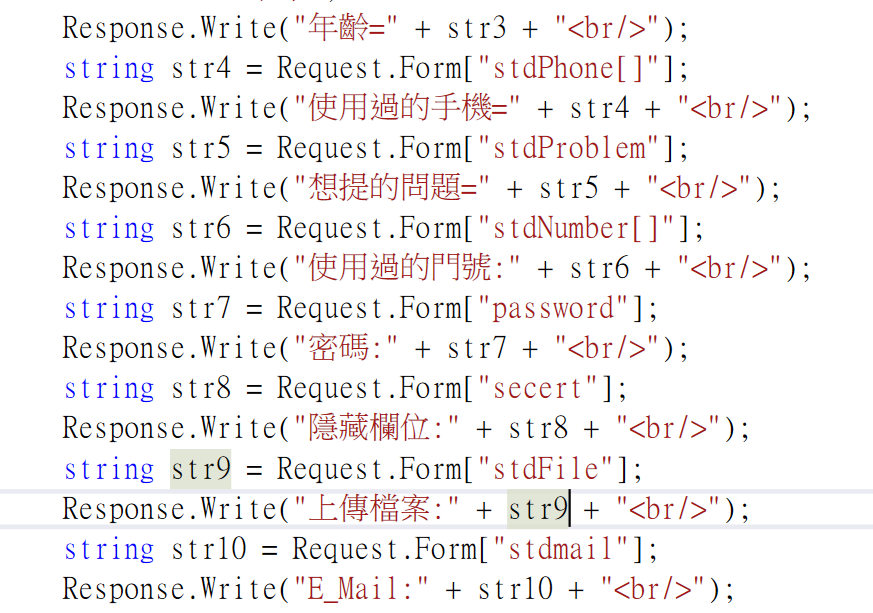 Response.Write("年齡=" + str3 + "<br/>");
string str4 = Request.Form["stdPhone[]"];
Response.Write("使用過的手機=" + str4 + "<br/>");
string str5 = Request.Form["stdProblem"];
Response.Write("想提的問題=" + str5 + "<br/>");
string str6 = Request.Form["stdNumber[]"];
Response.Write("使用過的門號:" + str6 + "<br/>");
string str7 = Request.Form["password"];
Response.Write("密碼:" + str7 + "<br/>");
string str8 = Request.Form["secert"];
Response.Write("隱藏欄位:" + str8 + "<br/>");
string str9 = Request.Form["stdFile"];
Response.Write("上傳檔案:" + str9 + "<br/>");
string str10 = Request.Form["stdmail"];
Response.Write("E_Mail:" + str10 + "<br/>");